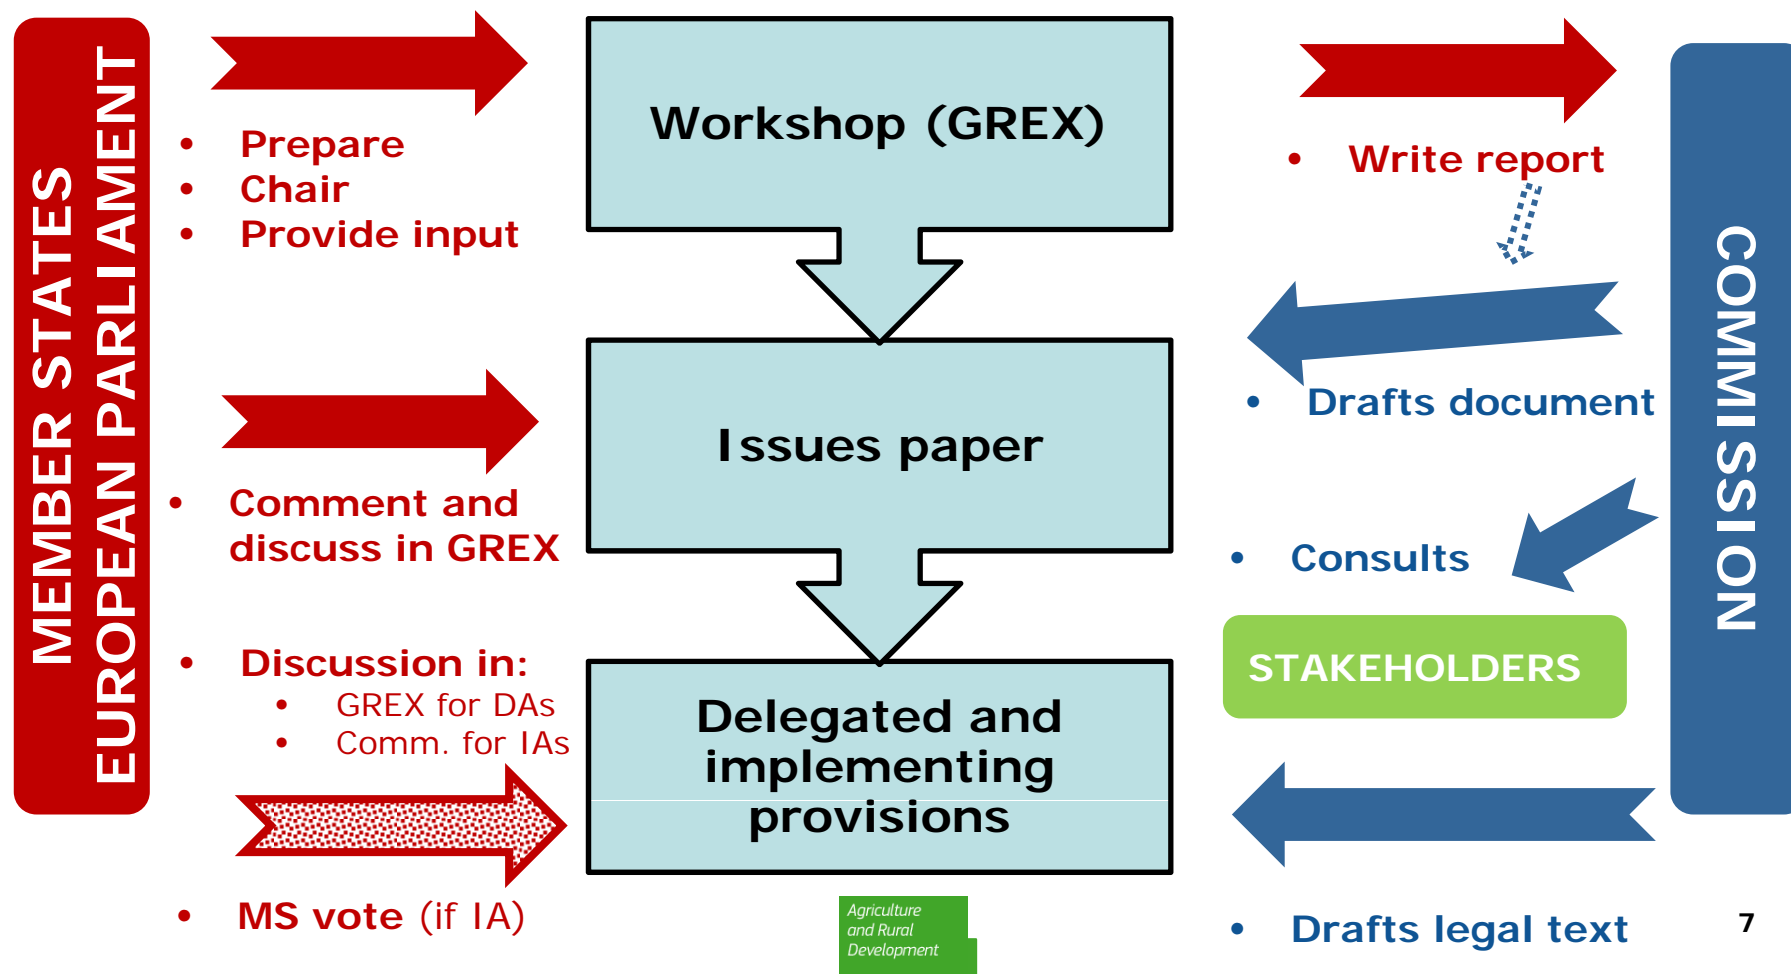 MEMBER STATES
EUROPEAN PARLIAMENT
• Prepare
• Chair
• Provide input
Workshop (GREX)
• Write report
COMMISSION
• Drafts document
Issues paper
• Comment and
discuss in GREX
• Consults
STAKEHOLDERS
• Discussion in:
• GREX for DAs
• Comm. for IAs
Delegated and
implementing
provisions
• MS vote (if IA)
• Drafts legal text
Agriculture
and Rural
Development
7